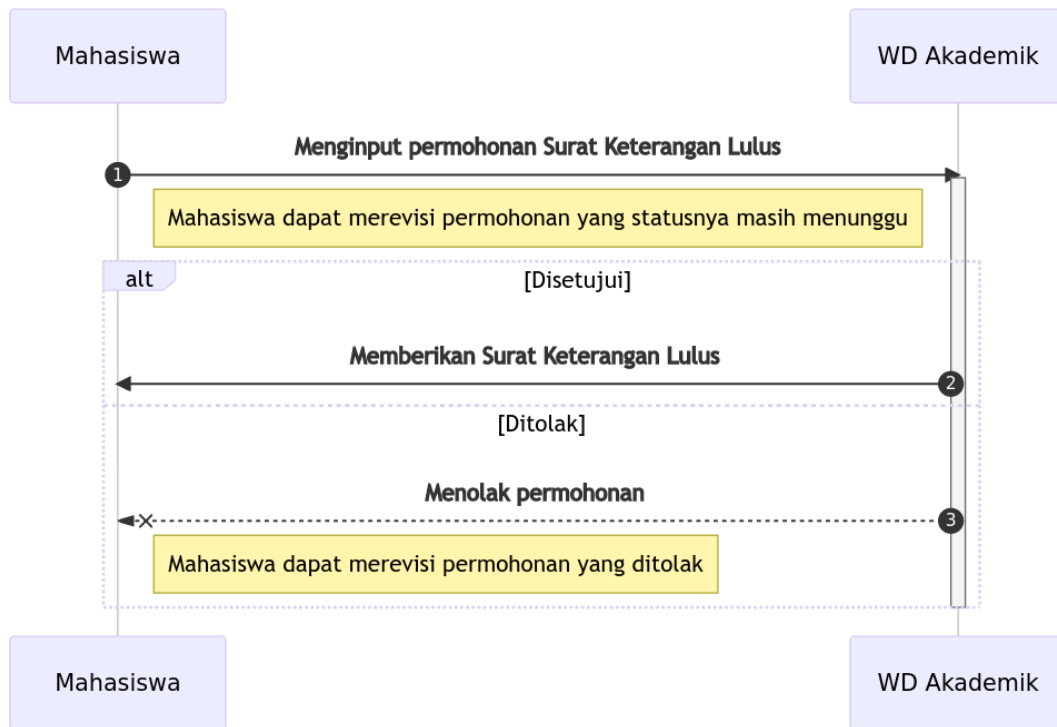 Mahasiswa
WD Akademik
Menginput permohonan Surat Keterangan Lulus
1
Mahasiswa dapat merevisi permohonan yang statusnya masih menunggu
alt
[Disetujui]
Memberikan Surat Keterangan Lulus
2
[Ditolak]
Menolak permohonan
3
Mahasiswa dapat merevisi permohonan yang ditolak
Mahasiswa
WD Akademik